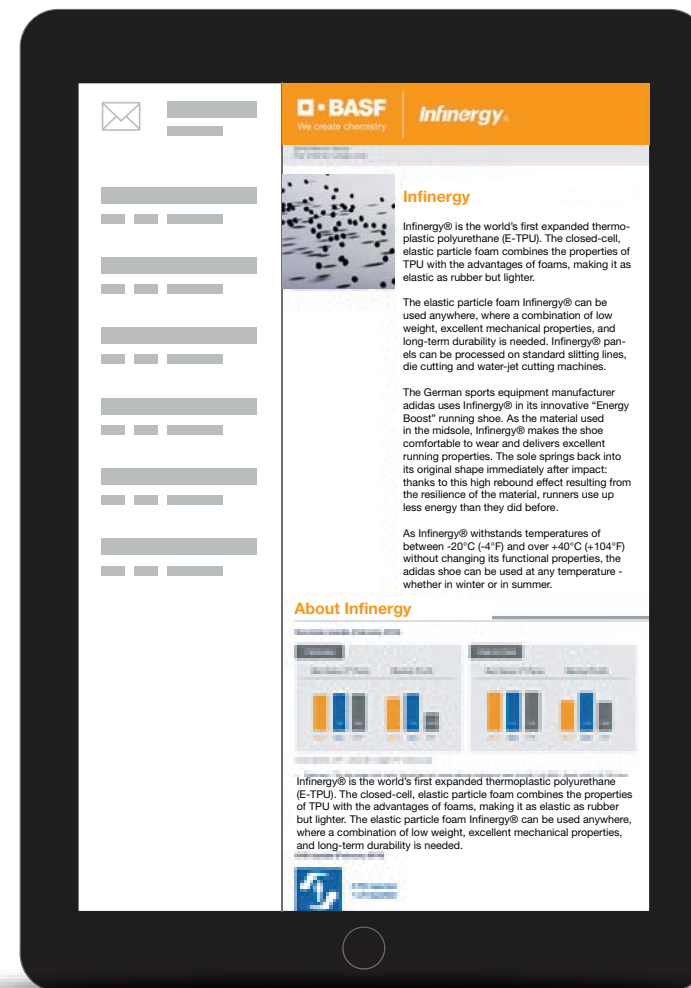 BASF
We create chemistry
Infinergy®
Infinergy
Infinergy® is the world's first expanded thermo-
plastic polyurethane (E-TPU). The closed-cell,
elastic particle foam combines the properties of
TPU with the advantages of foams, making it as
elastic as rubber but lighter.
The elastic particle foam Infinergy® can be
used anywhere, where a combination of low
weight, excellent mechanical properties, and
long-term durability is needed. Infinergy® pan-
els can be processed on standard slitting lines,
die cutting and water-jet cutting machines.
The German sports equipment manufacturer
adidas uses Infinergy® in its innovative “Energy
Boost” running shoe. As the material used
in the midsole, Infinergy® makes the shoe
comfortable to wear and delivers excellent
running properties. The sole springs back into
its original shape immediately after impact:
thanks to this high rebound effect resulting from
the resilience of the material, runners use up
less energy than they did before.
As Infinergy® withstands temperatures of
between -20°C (-4°F) and over +40°C (+104°F)
without changing its functional properties, the
adidas shoe can be used at any temperature -
whether in winter or in summer.
About Infinergy
Infinergy® is the world's first expanded thermoplastic polyurethane
(E-TPU). The closed-cell, elastic particle foam combines the properties
of TPU with the advantages of foams, making it as elastic as rubber
but lighter. The elastic particle foam Infinergy® can be used anywhere,
where a combination of low weight, excellent mechanical properties,
and long-term durability is needed.